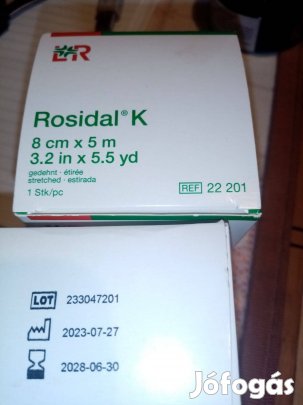 L&R
Rosidal® K
8 cm x 5 m
3.2 in x 5.5 yd
gedehnt · étirée
stretched · estirada
1 Stk/pc
REF 22 201
LOT 233047201
2023-07-27
2028-06-30
Jófogás